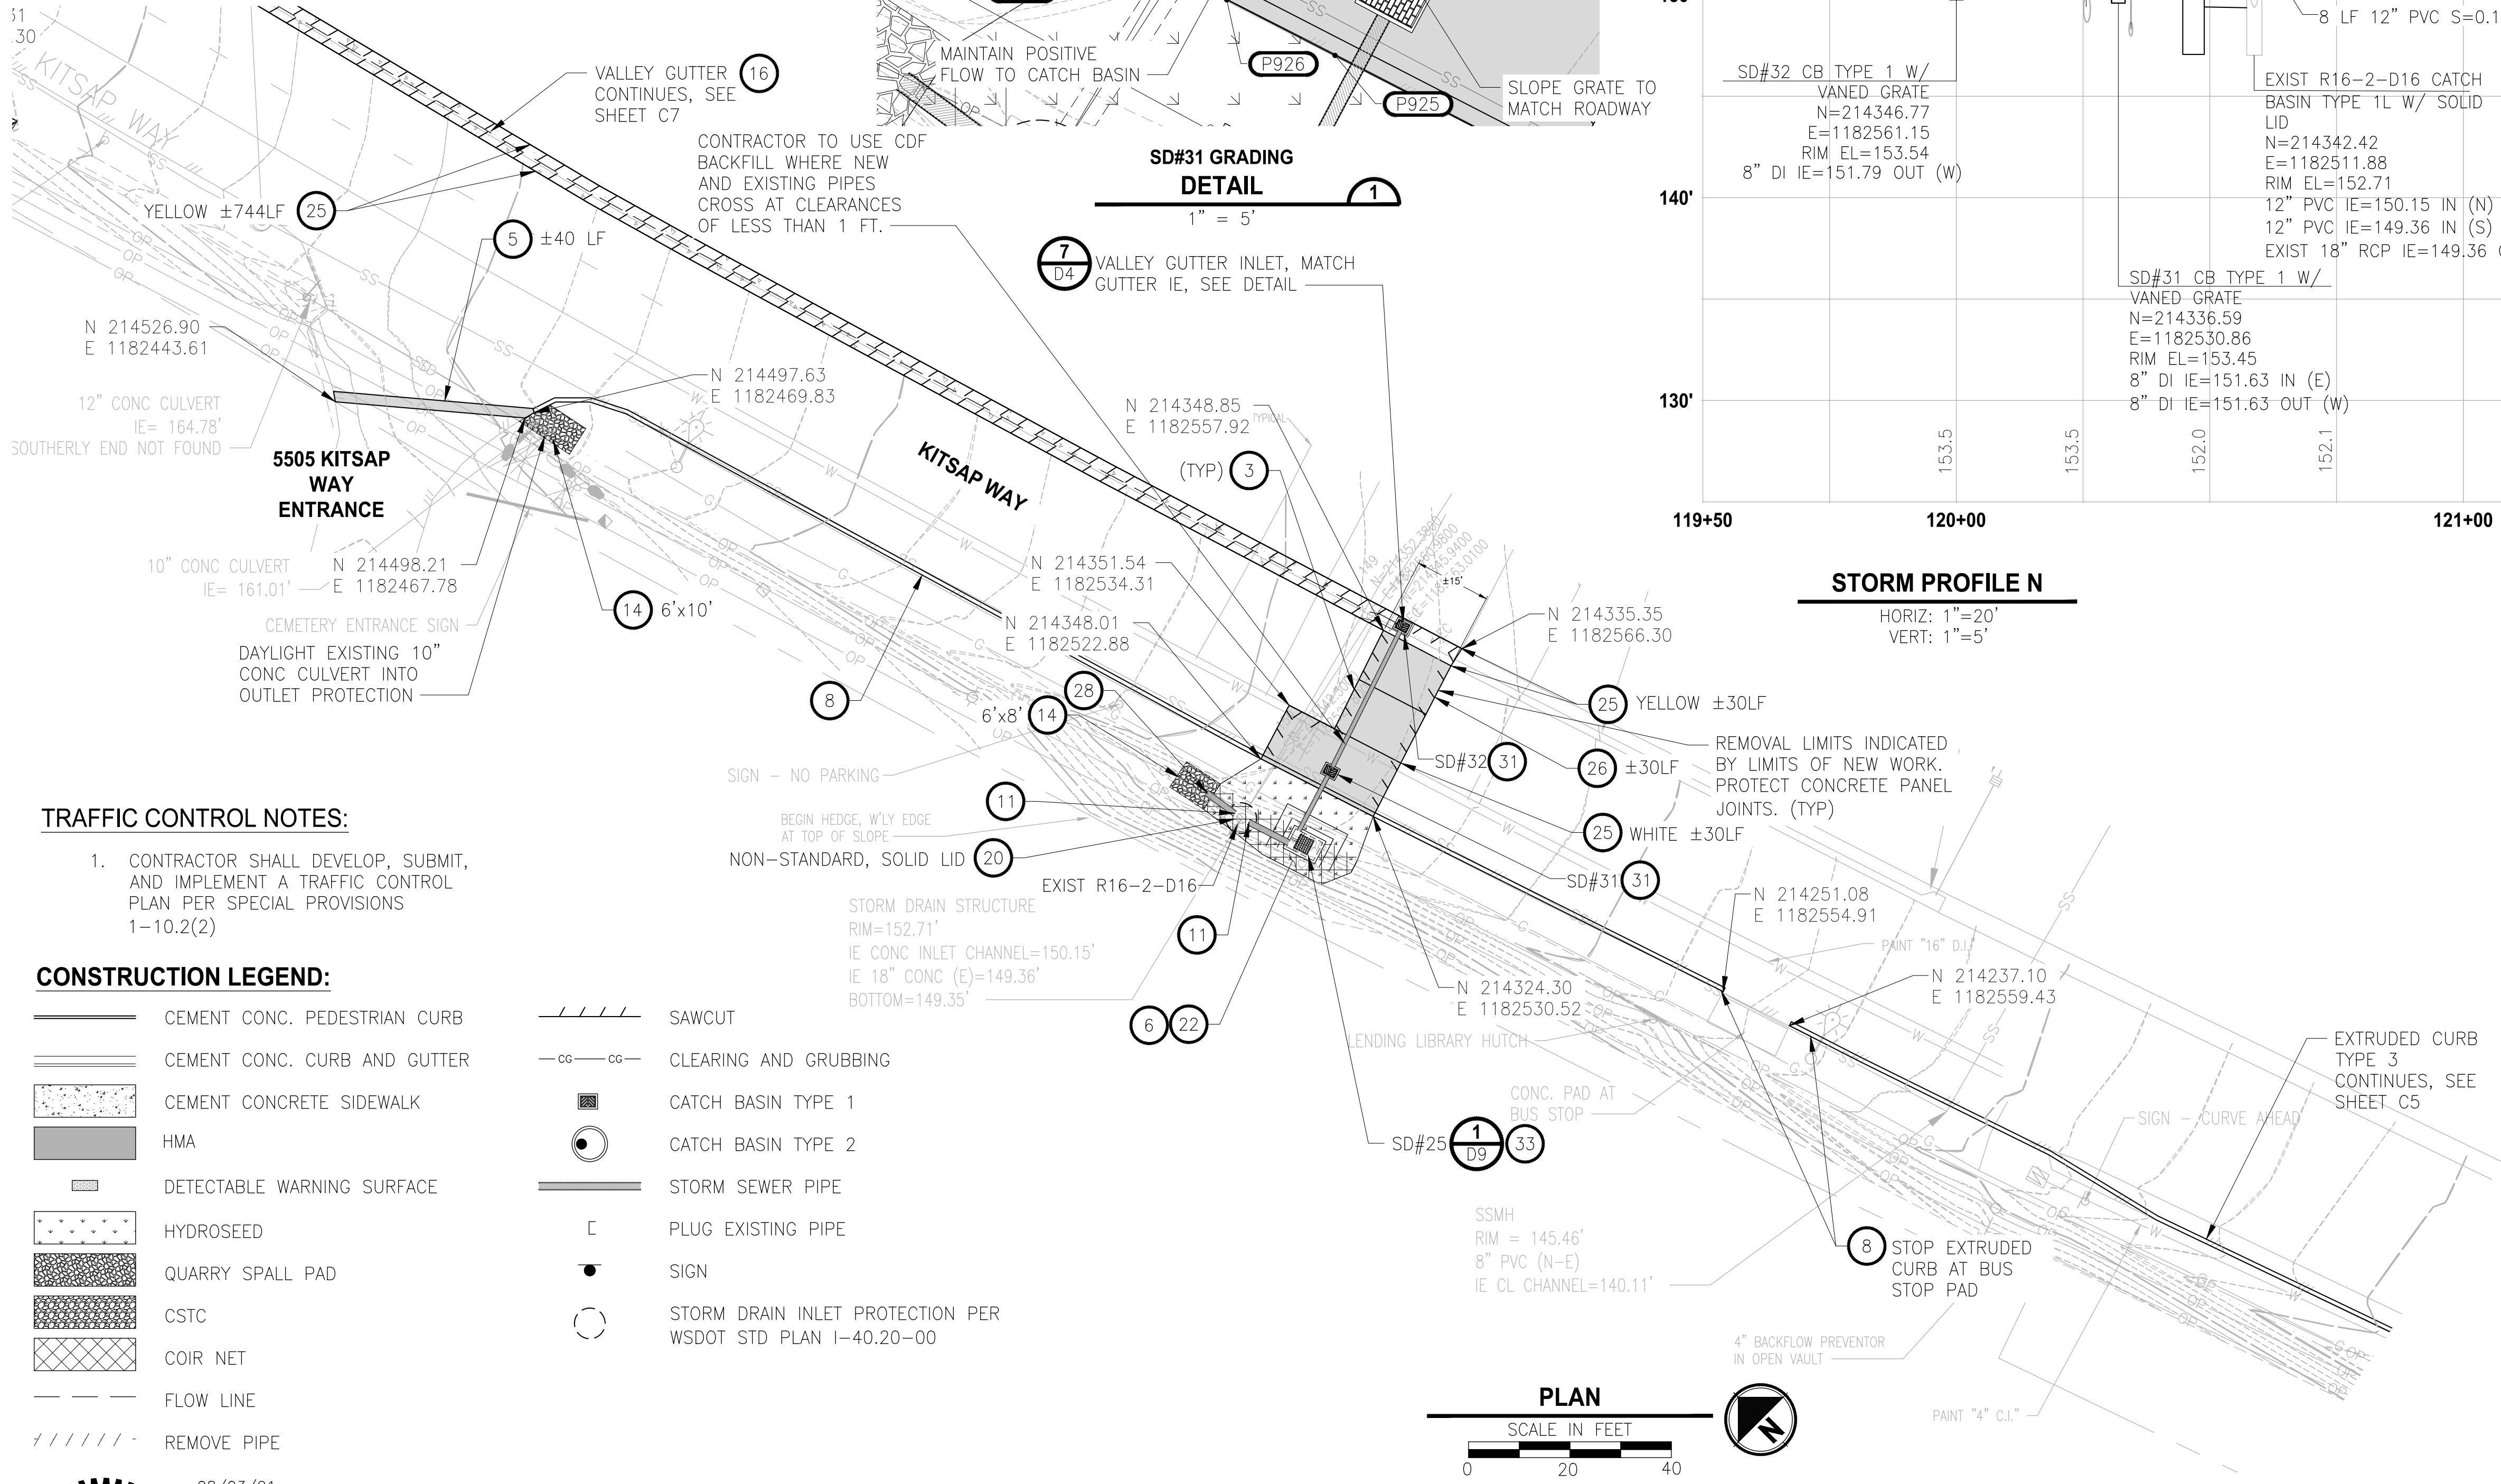 KITSAP WAY
VALLEY GUTTER 16
CONTINUES, SEE
SHEET C7
CONTRACTOR TO USE CDF
BACKFILL WHERE NEW
AND EXISTING PIPES
CROSS AT CLEARANCES
OF LESS THAN 1 FT.
YELLOW ±744LF 25
5 ±40 LF
MAINTAIN POSITIVE
FLOW TO CATCH BASIN
P926
P925
SLOPE GRATE TO
MATCH ROADWAY
SD#31 GRADING
DETAIL
1
1" = 5'
7
D4
VALLEY GUTTER INLET, MATCH
GUTTER IE, SEE DETAIL
SD#32 CB TYPE 1 W/
VANED GRATE
N=214346.77
E=1182561.15
RIM EL=153.54
8" DI IE=151.79 OUT (W)
EXIST R16-2-D16 CATCH
BASIN TYPE 1L W/ SOLID
LID
N=214342.42
E=1182511.88
RIM EL=152.71
12" PVC IE=150.15 IN (N)
12" PVC IE=149.36 IN (S)
EXIST 18" RCP IE=149.36
SD#31 CB TYPE 1 W/
VANED GRATE
N=214336.59
E=1182530.86
RIM EL=153.45
8" DI IE=151.63 IN (E)
8" DI IE=151.63 OUT (W)
8 LF 12" PVC S=0.1
140'
130'
153.5
153.5
152.0
152.1
119+50
120+00
121+00
STORM PROFILE N
HORIZ: 1"=20'
VERT: 1"=5'
N 214526.90
E 1182443.61
12" CONC CULVERT
IE= 164.78'
SOUTHERLY END NOT FOUND
5505 KITSAP
WAY
ENTRANCE
N 214497.63
E 1182469.83
10" CONC CULVERT
IE= 161.01'
N 214498.21
E 1182467.78
CEMETERY ENTRANCE SIGN
DAYLIGHT EXISTING 10"
CONC CULVERT INTO
OUTLET PROTECTION
14 6'x10'
8
KITSAP WAY
N 214348.85
E 1182557.92
TYPICAL
(TYP) 3
N 214351.54
E 1182534.31
N 214348.01
E 1182522.88
±15'
N 214335.35
E 1182566.30
28
6'x8' 14
25 YELLOW ±30LF
SD#32 31
26 ±30LF
REMOVAL LIMITS INDICATED
BY LIMITS OF NEW WORK.
PROTECT CONCRETE PANEL
JOINTS. (TYP)
25 WHITE ±30LF
SD#31 31
SIGN - NO PARKING
11
BEGIN HEDGE, W'LY EDGE
AT TOP OF SLOPE
NON-STANDARD, SOLID LID 20
EXIST R16-2-D16
STORM DRAIN STRUCTURE
RIM=152.71'
IE CONC INLET CHANNEL=150.15'
IE 18" CONC (E)=149.36'
BOTTOM=149.35'
11
6 22
N 214324.30
E 1182530.52
LENDING LIBRARY HUTCH
N 214251.08
E 1182554.91
PAINT "16" D.I."
N 214237.10
E 1182559.43
CONC. PAD AT
BUS STOP
SD#25 1
D9
33
SSMH
RIM = 145.46'
8" PVC (N-E)
IE CL CHANNEL=140.11'
8 STOP EXTRUDED
CURB AT BUS
STOP PAD
EXTRUDED CURB
TYPE 3
CONTINUES, SEE
SHEET C5
SIGN - CURVE AHEAD
4" BACKFLOW PREVENTOR
IN OPEN VAULT
PAINT "4" C.I."
TRAFFIC CONTROL NOTES:
1. CONTRACTOR SHALL DEVELOP, SUBMIT,
AND IMPLEMENT A TRAFFIC CONTROL
PLAN PER SPECIAL PROVISIONS
1-10.2(2)
CONSTRUCTION LEGEND:
CEMENT CONC. PEDESTRIAN CURB
CEMENT CONC. CURB AND GUTTER
CEMENT CONCRETE SIDEWALK
HMA
DETECTABLE WARNING SURFACE
HYDROSEED
QUARRY SPALL PAD
CSTC
COIR NET
FLOW LINE
REMOVE PIPE
SAWCUT
CG CG CLEARING AND GRUBBING
CATCH BASIN TYPE 1
CATCH BASIN TYPE 2
STORM SEWER PIPE
PLUG EXISTING PIPE
SIGN
STORM DRAIN INLET PROTECTION PER
WSDOT STD PLAN I-40.20-00
PLAN
SCALE IN FEET
0 20 40
N